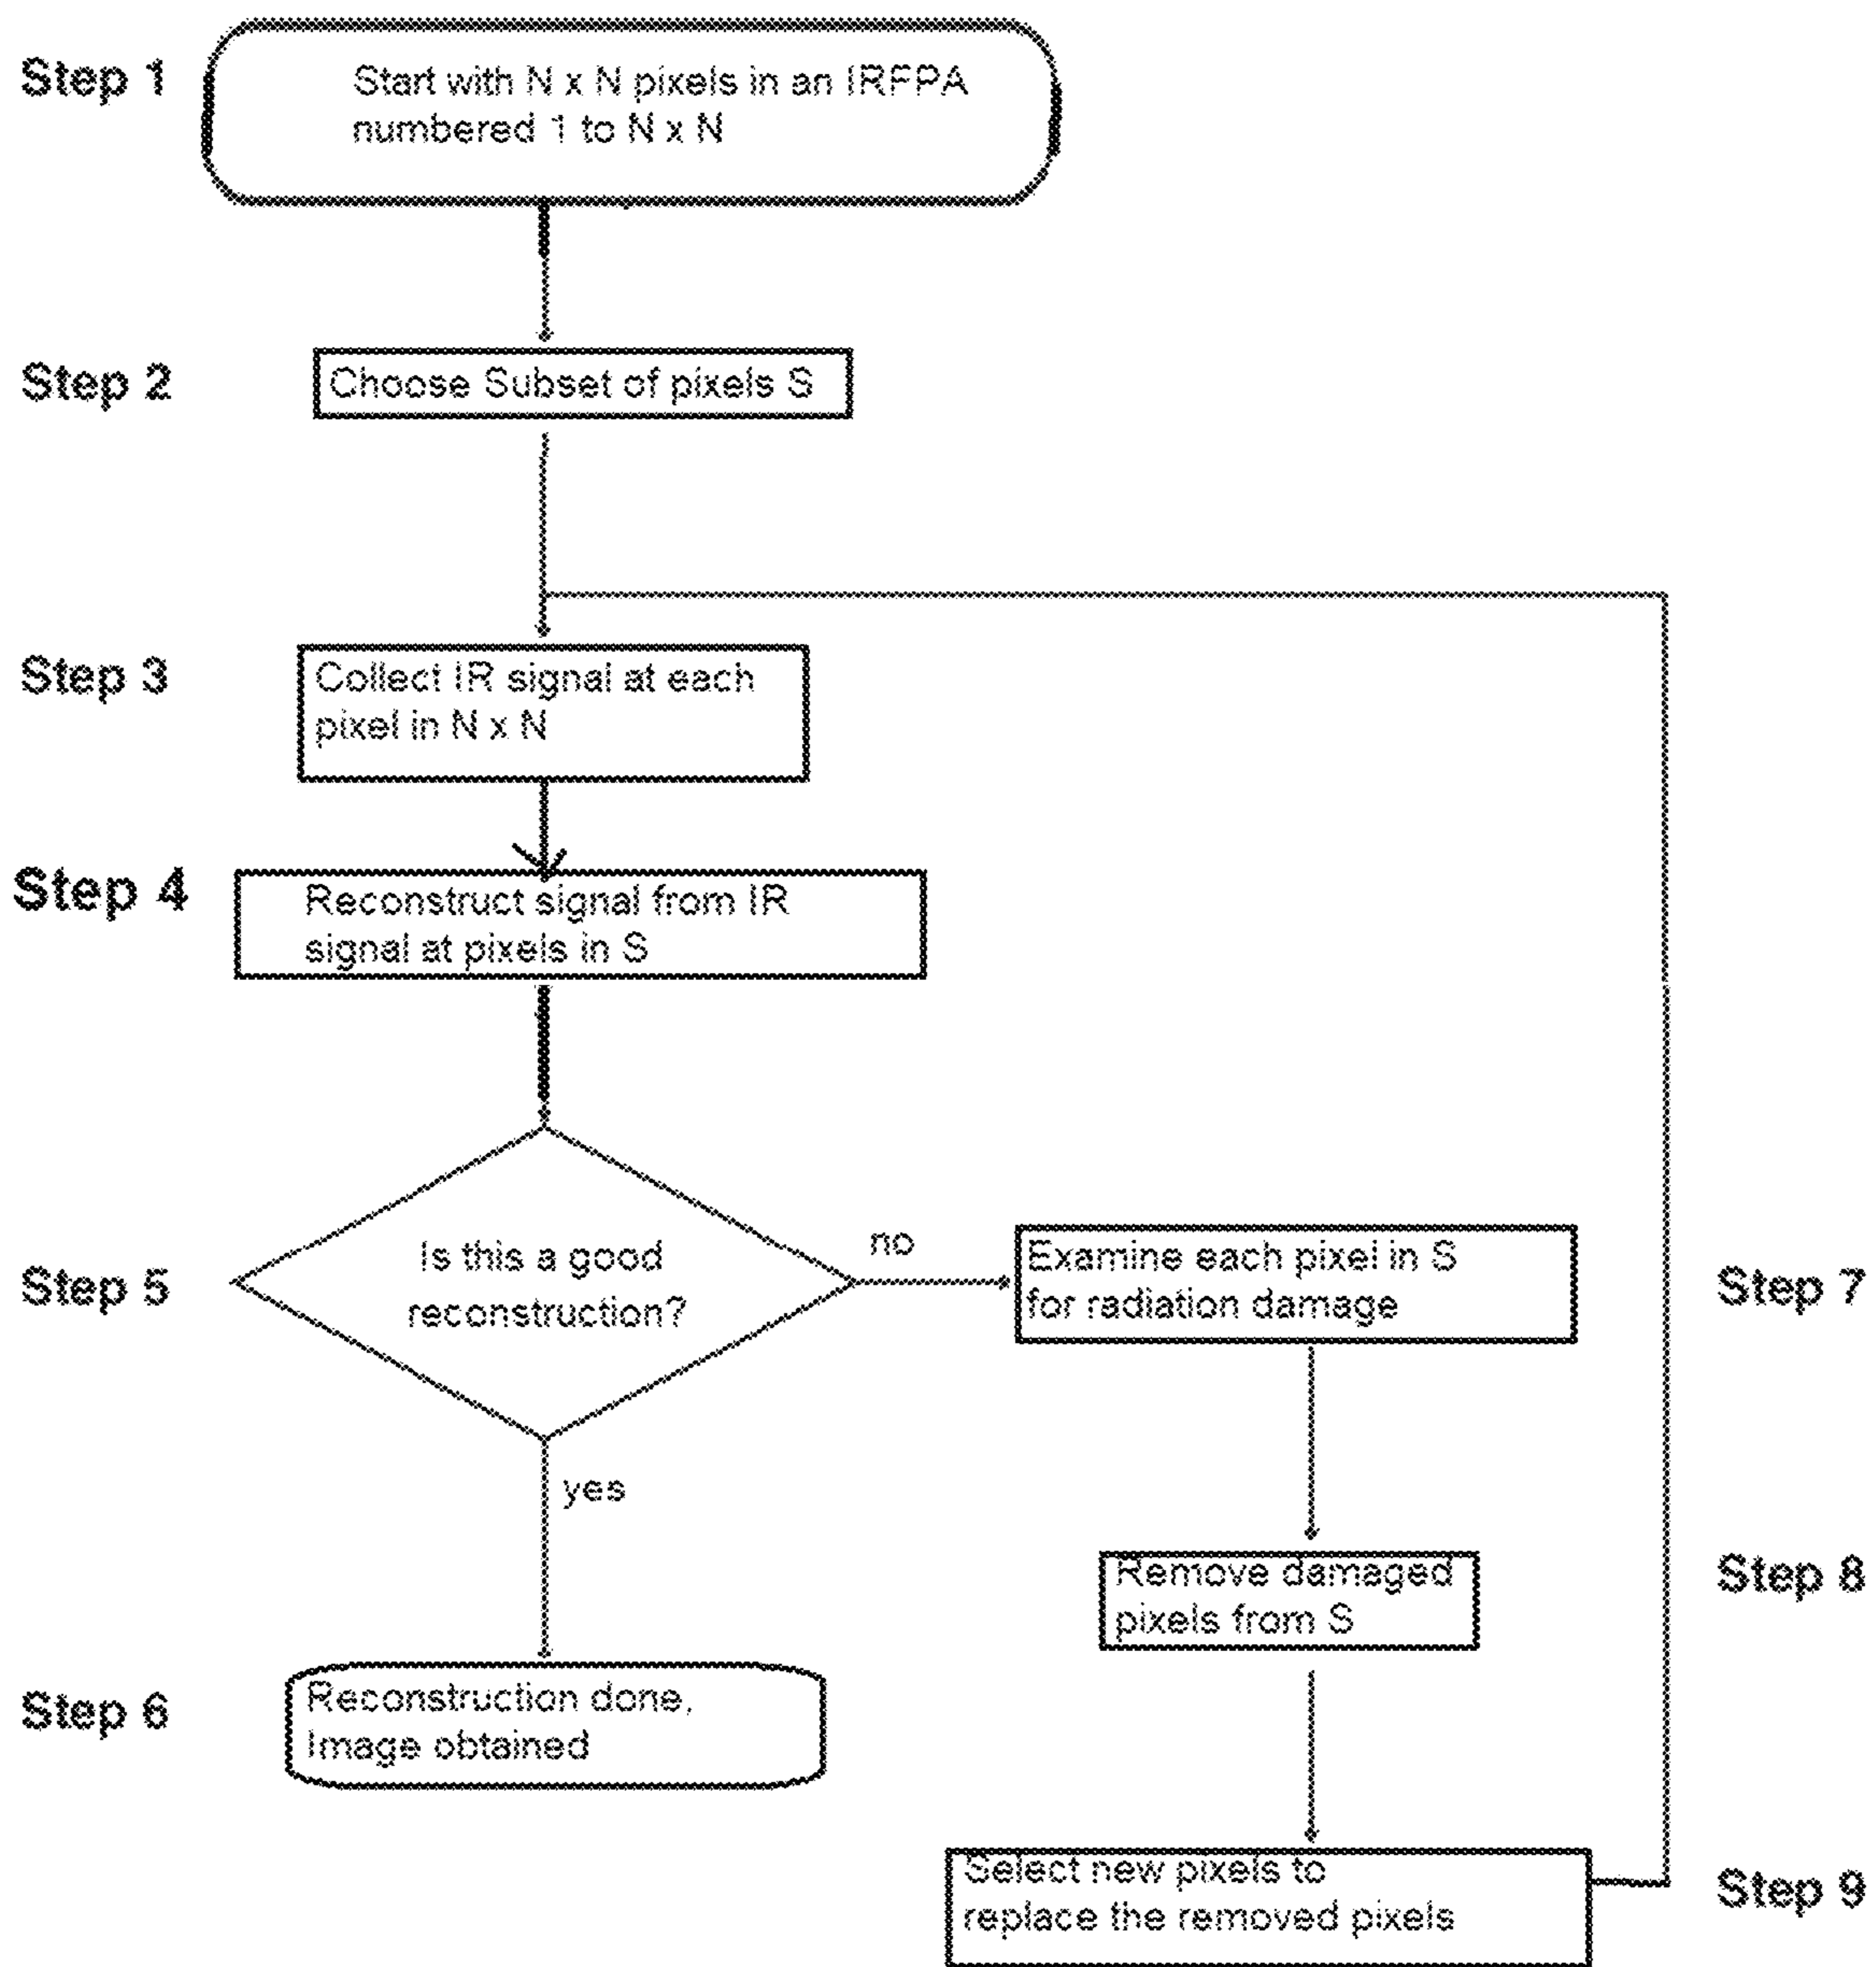 Step 1
Start with N x N pixels in an IRFPA
numbered 1 to N x N
Step 2
Choose Subset of pixels S
Step 3
Collect IR signal at each
pixel in N x N
Step 4
Reconstruct signal from IR
signal at pixels in S
Step 5
Is this a good
reconstruction?
no
Examine each pixel in S
for radiation damage
Step 7
yes
Remove damaged
pixels from S
Step 8
Step 6
Reconstruction done,
Image obtained
Select new pixels to
replace the removed pixels
Step 9